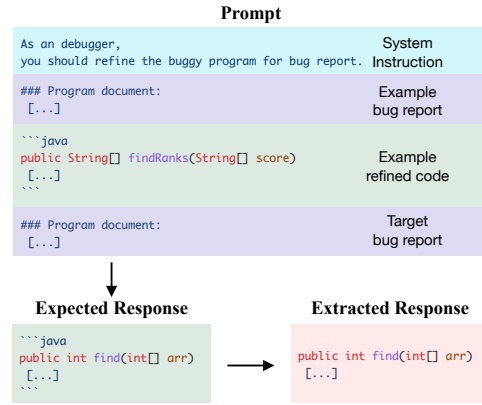 Prompt
As an debugger,
you should refine the buggy program for bug report.
System
Instruction
### Program document:
[...]
Example
bug report
```java
public String[] findRanks(String[] score)
[...]
```
Example
refined code
### Program document:
[...]
Target
bug report
Expected Response
```java
public int find(int[] arr)
[...]
```
Extracted Response
public int find(int[] arr)
[...]